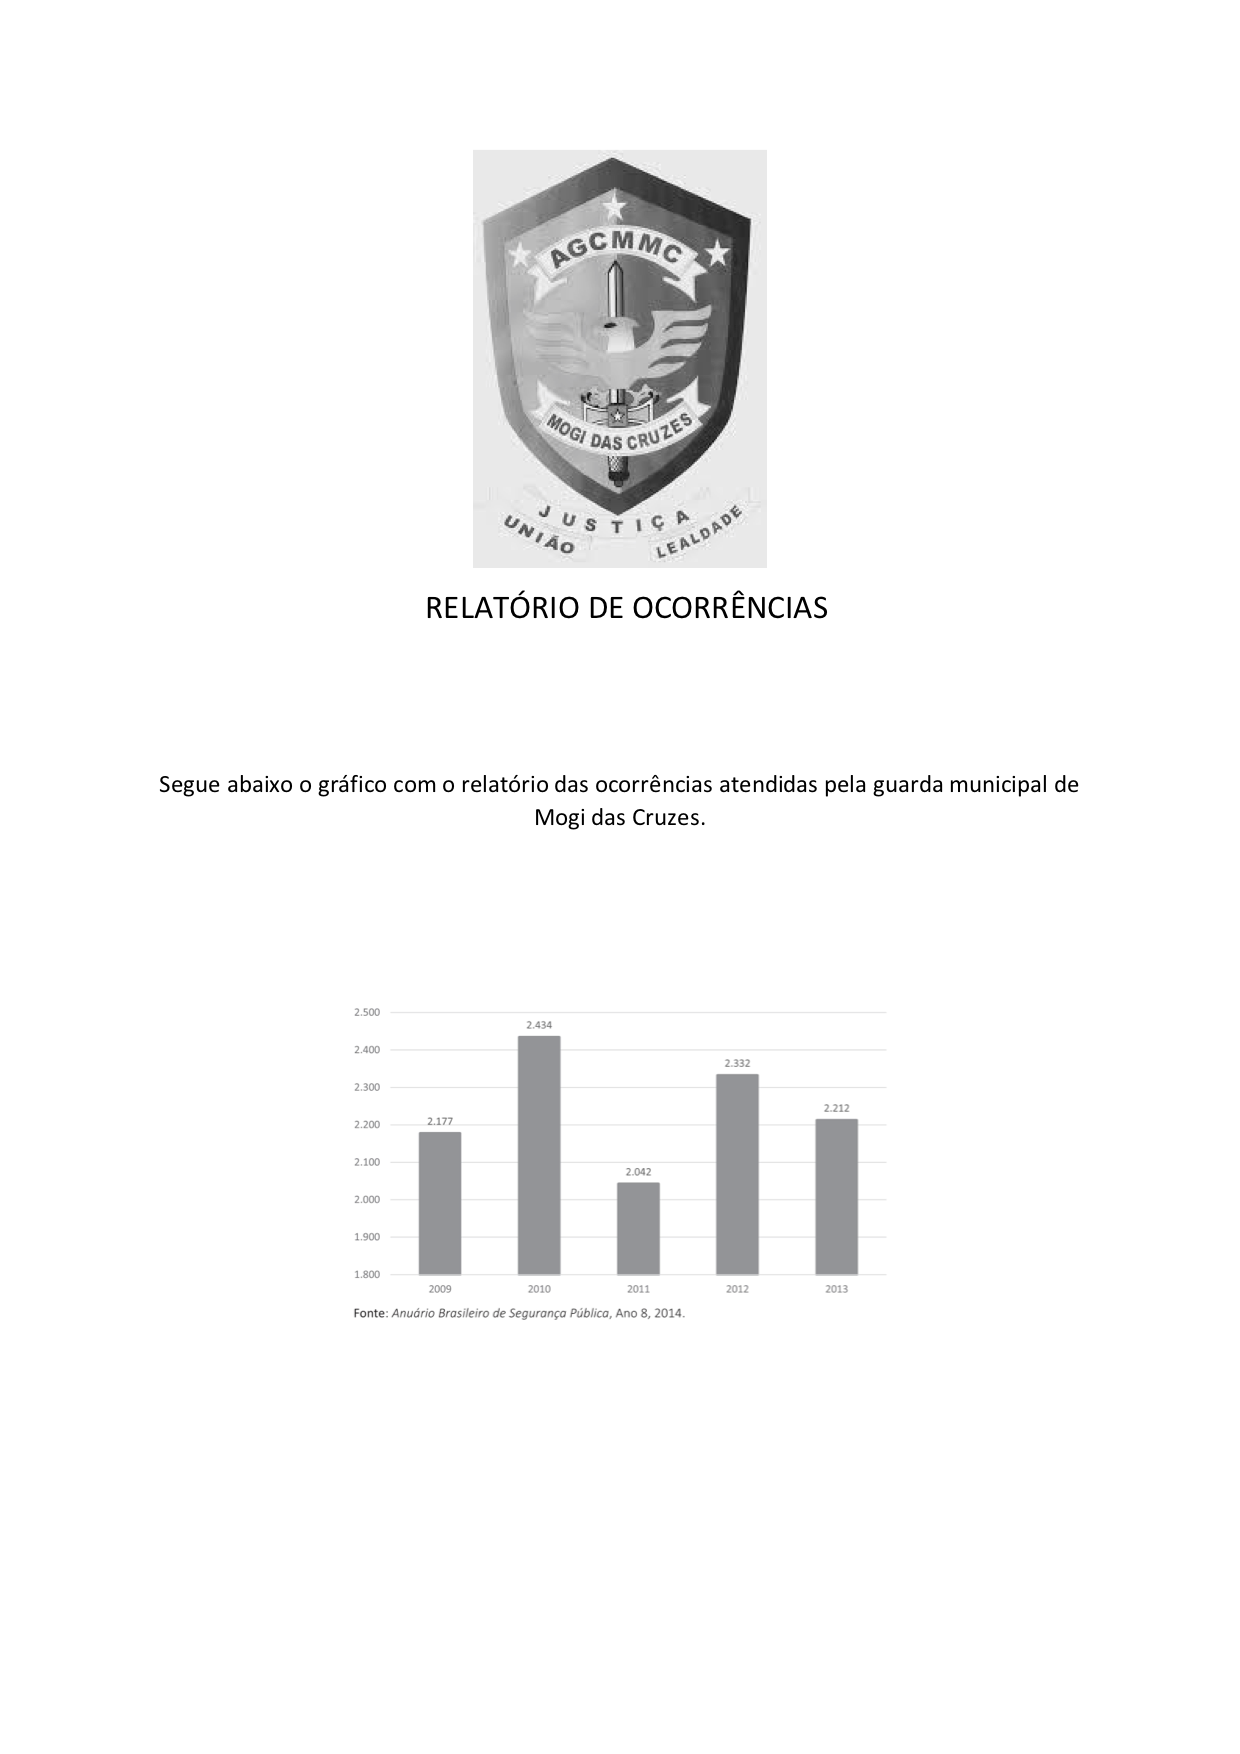 AGCMMC
MOGI DAS CRUZES
JUSTIÇA
UNIÃO
LEALDADE
RELATÓRIO DE OCORRÊNCIAS
Segue abaixo o gráfico com o relatório das ocorrências atendidas pela guarda municipal de
Mogi das Cruzes.
2.500
2.434
2.400
2.332
2.300
2.212
2.200
2.177
2.100
2.042
2.000
1.900
1.800
2009 2010 2011 2012 2013
Fonte: Anuário Brasileiro de Segurança Pública, Ano 8, 2014.